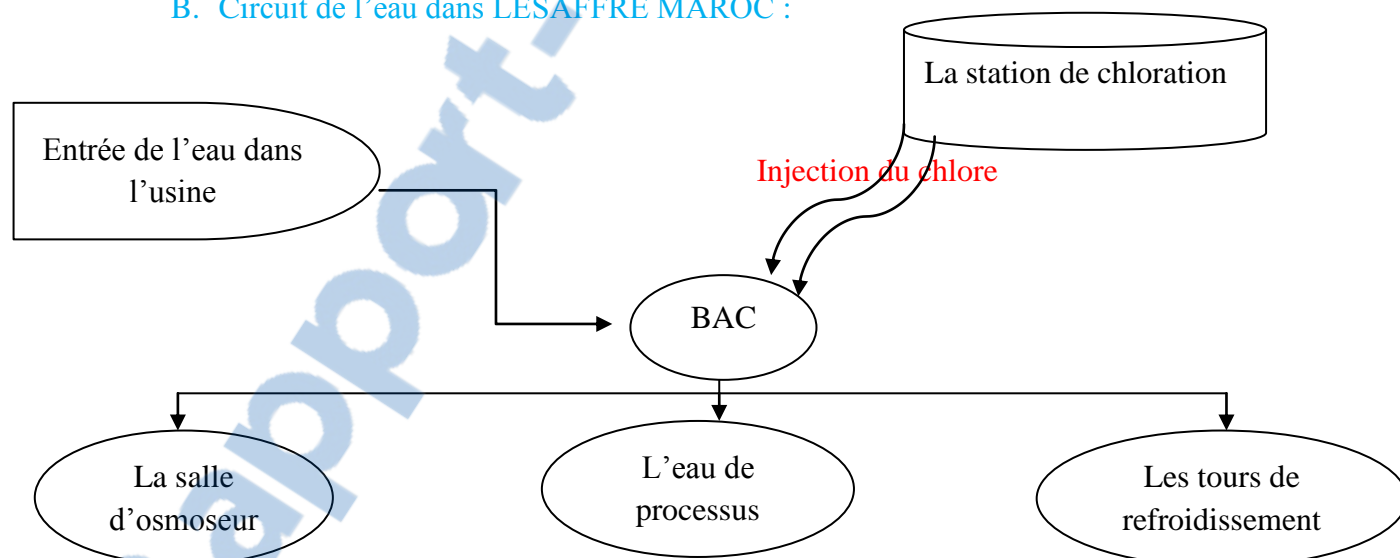 B. Circuit de l’eau dans LESAFFRE MAROC :
La station de chloration
Entrée de l’eau dans
l’usine
Injection du chlore
BAC
La salle
d’osmoseur
L’eau de
processus
Les tours de
refroidissement